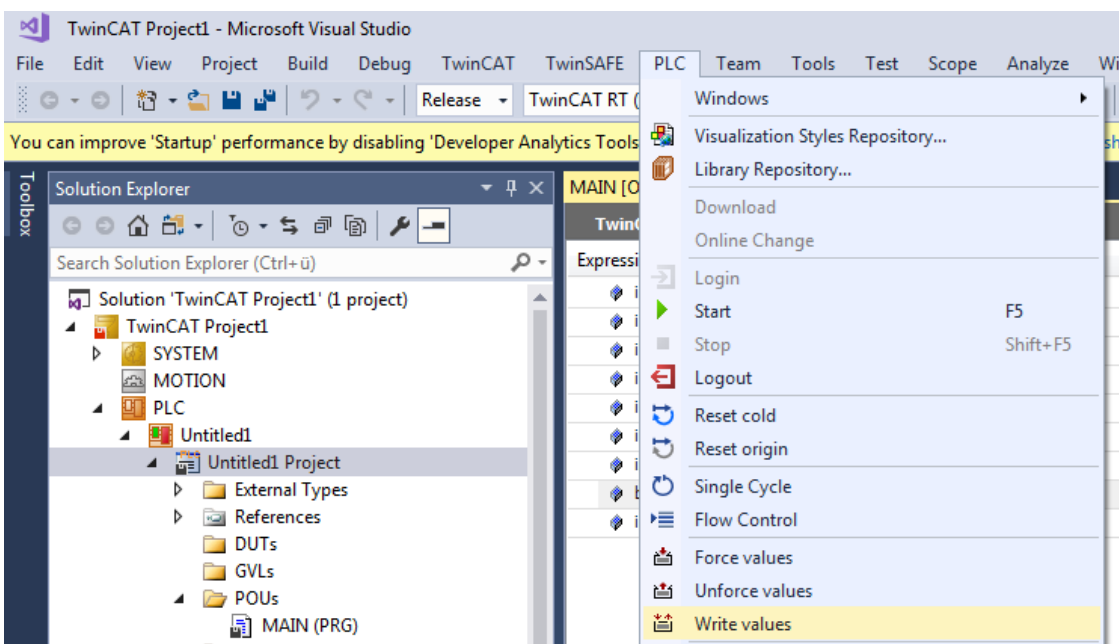 TwinCAT Project1 - Microsoft Visual Studio
File Edit View Project Build Debug TwinCAT TwinSAFE PLC Team Tools Test Scope Analyze
Release TwinCAT RT (
You can improve 'Startup' performance by disabling 'Developer Analytics Tools
Toolbox
Solution Explorer
Search Solution Explorer (Ctrl+ü)
Solution 'TwinCAT Project1' (1 project)
TwinCAT Project1
SYSTEM
MOTION
PLC
Untitled1
Untitled1 Project
External Types
References
DUTs
GVLs
POUs
MAIN (PRG)
MAIN [O
Windows
Visualization Styles Repository...
Library Repository...
Download
Online Change
Login
Start F5
Stop Shift+F5
Logout
Reset cold
Reset origin
Single Cycle
Flow Control
Force values
Unforce values
Write values